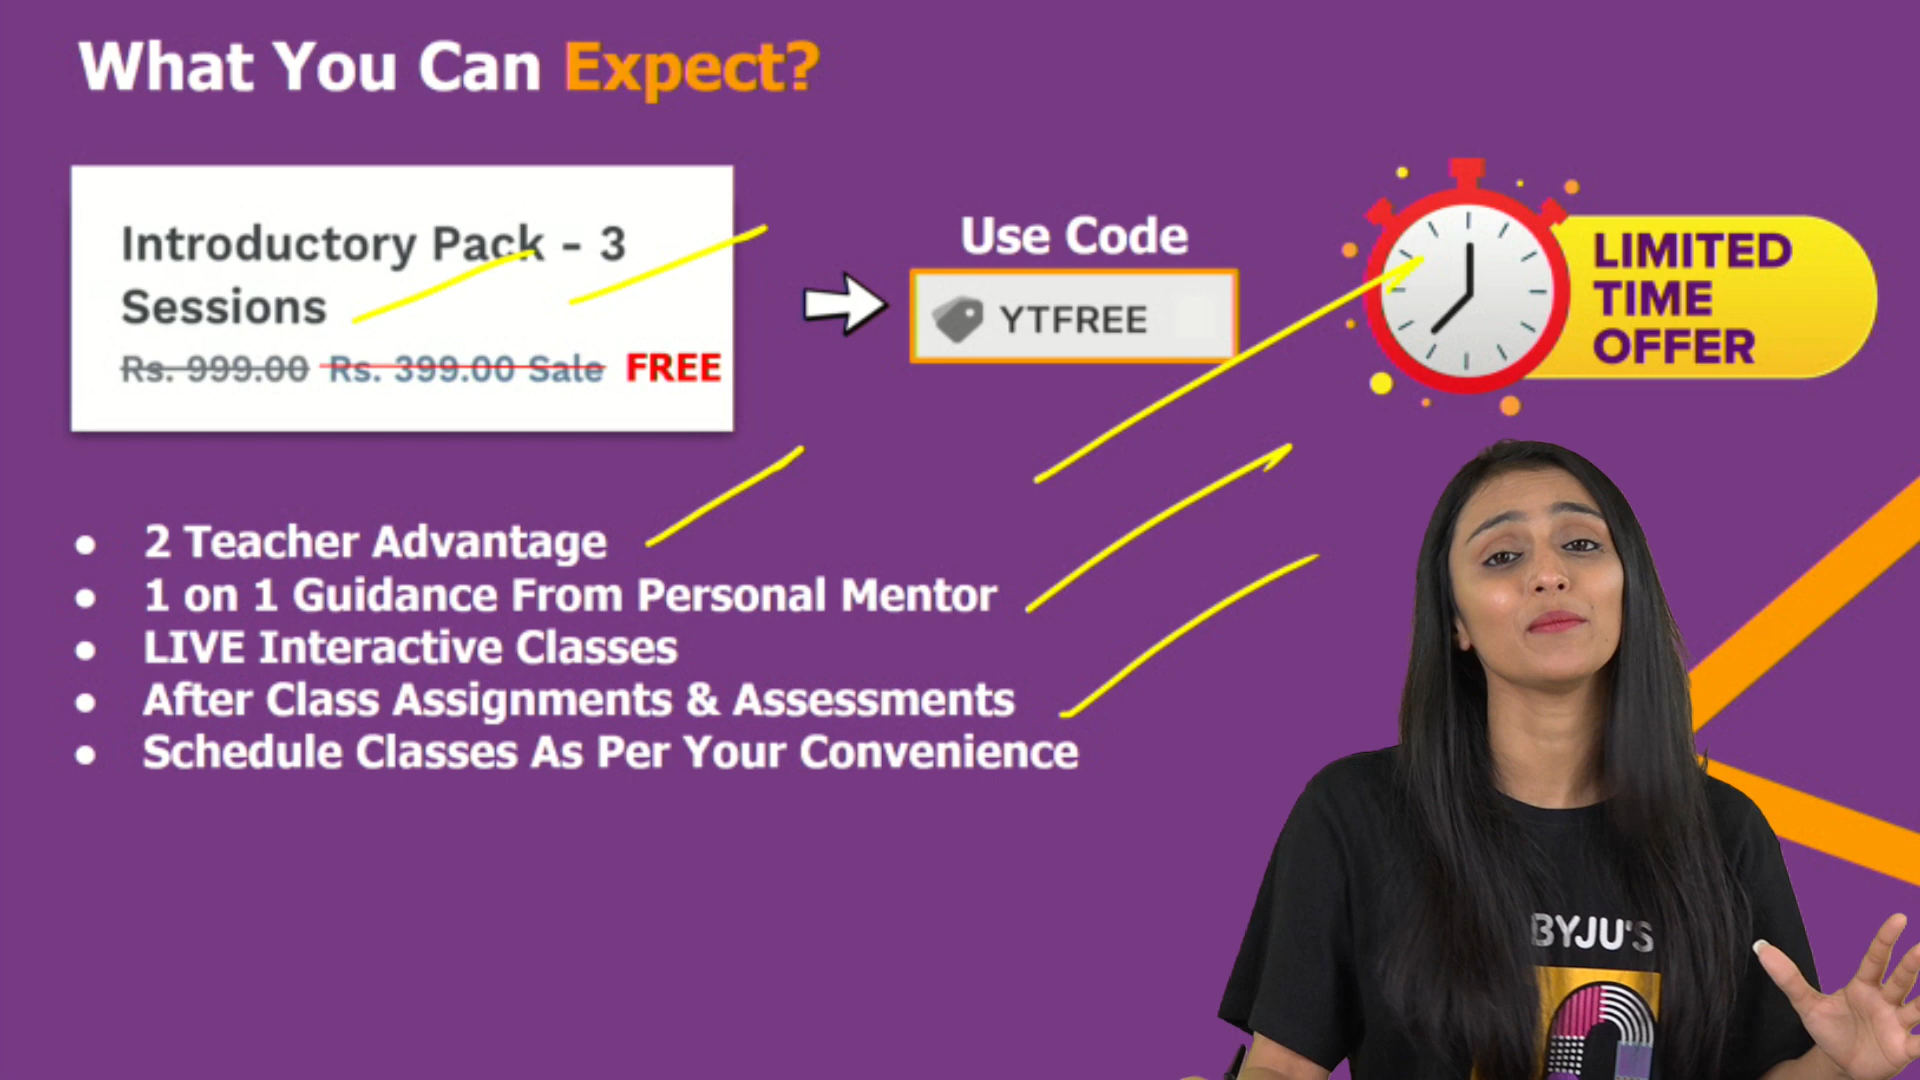 What You Can Expect?
Introductory Pack - 3
Sessions
Rs. 999.00 Rs. 399.00 Sale FREE
Use Code
YTFREE
LIMITED
TIME
OFFER
● 2 Teacher Advantage
● 1 on 1 Guidance From Personal Mentor
● LIVE Interactive Classes
● After Class Assignments & Assessments
● Schedule Classes As Per Your Convenience
BYJU'S